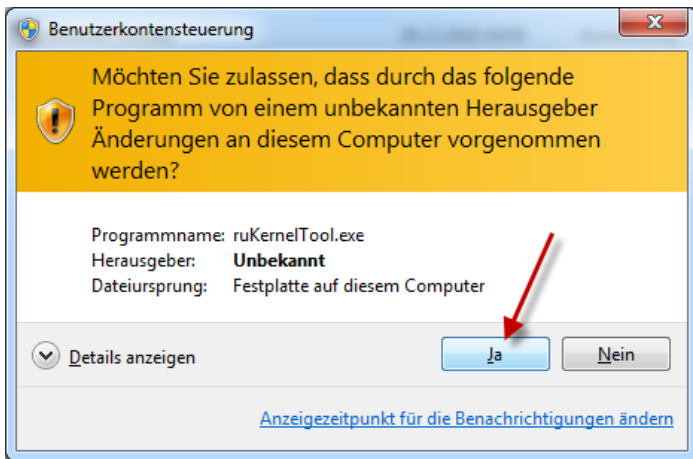 Benutzerkontensteuerung
Möchten Sie zulassen, dass durch das folgende
Programm von einem unbekannten Herausgeber
Änderungen an diesem Computer vorgenommen
werden?
Programmname: ruKernelTool.exe
Herausgeber: Unbekannt
Dateiursprung: Festplatte auf diesem Computer
Details anzeigen
Ja
Nein
Anzeigezeitpunkt für die Benachrichtigungen ändern